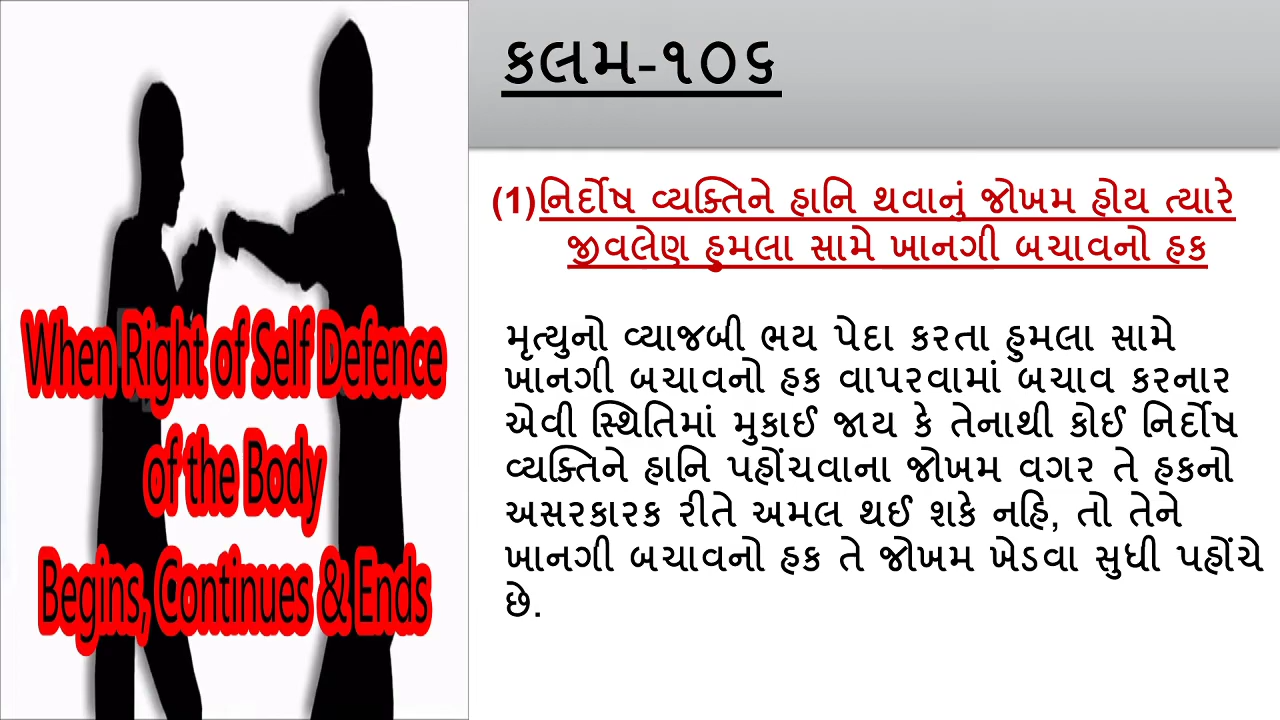 કલમ-૧૦૬
(1)નિર્દોષ વ્યક્તિને હાનિ થવાનું જોખમ હોય ત્યારે
જીવલેણ હુમલા સામે ખાનગી બચાવનો હક
મૃત્યુનો વ્યાજબી ભય પેદા કરતા હુમલા સામે
ખાનગી બચાવનો હક વાપરવામાં બચાવ કરનાર
એવી સ્થિતિમાં મુકાઈ જાય કે તેનાથી કોઈ નિર્દોષ
વ્યક્તિને હાનિ પહોંચવાના જોખમ વગર તે હકનો
અસરકારક રીતે અમલ થઈ શકે નહિ, તો તેને
ખાનગી બચાવનો હક તે જોખમ ખેડવા સુધી પહોંચે
છે.
When Right of Self Defence
of the Body
Begins, Continues & Ends